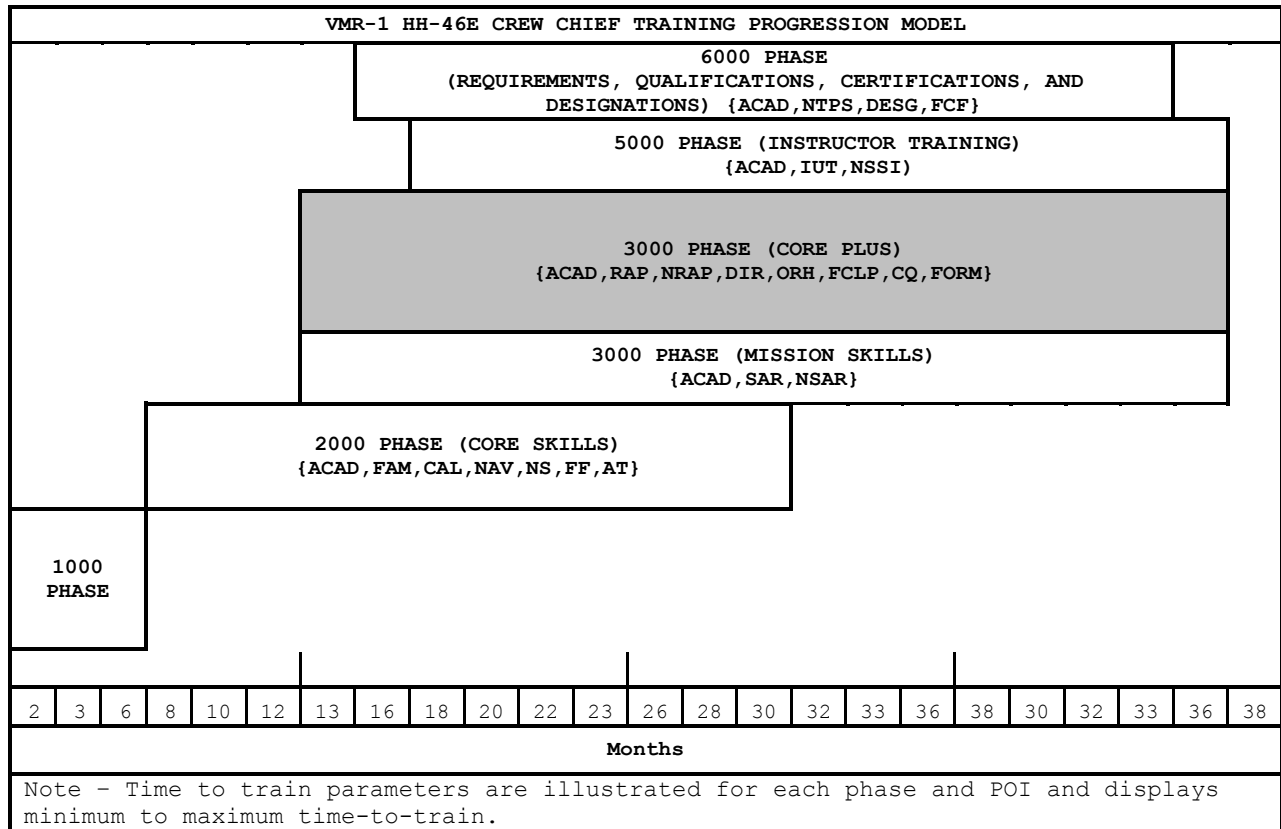 VMR-1 HH-46E CREW CHIEF TRAINING PROGRESSION MODEL
6000 PHASE
(REQUIREMENTS, QUALIFICATIONS, CERTIFICATIONS, AND
DESIGNATIONS) {ACAD,NTPS,DESG,FCF}
5000 PHASE (INSTRUCTOR TRAINING)
{ACAD,IUT,NSSI)
3000 PHASE (CORE PLUS)
{ACAD,RAP,NRAP,DIR,ORH,FCLP,CQ,FORM}
3000 PHASE (MISSION SKILLS)
{ACAD,SAR,NSAR}
2000 PHASE (CORE SKILLS)
{ACAD,FAM,CAL,NAV,NS,FF,AT}
1000
PHASE
2 3 6 8 10 12 13 16 18 20 22 23 26 28 30 32 33 36 38 30 32 33 36 38
Months
Note – Time to train parameters are illustrated for each phase and POI and displays
minimum to maximum time-to-train.